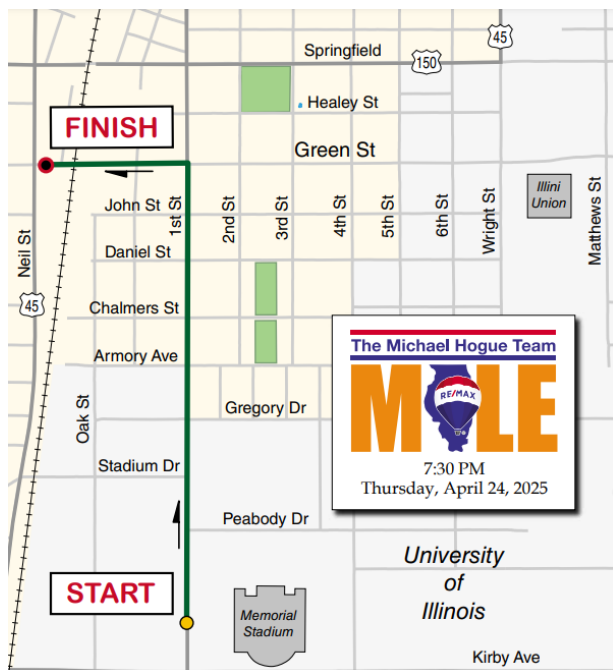 45
Springfield
150
Healey St
FINISH
Green St
Illini
Union
John St
1st St
2nd St
3rd St
4th St
5th St
6th St
Wright St
Matthews St
Neil St
Daniel St
45
Chalmers St
Armory Ave
The Michael Hogue Team
MILE
RE/MAX
7:30 PM
Thursday, April 24, 2025
Oak St
Gregory Dr
Stadium Dr
Peabody Dr
University
of
Illinois
START
Memorial
Stadium
Kirby Ave